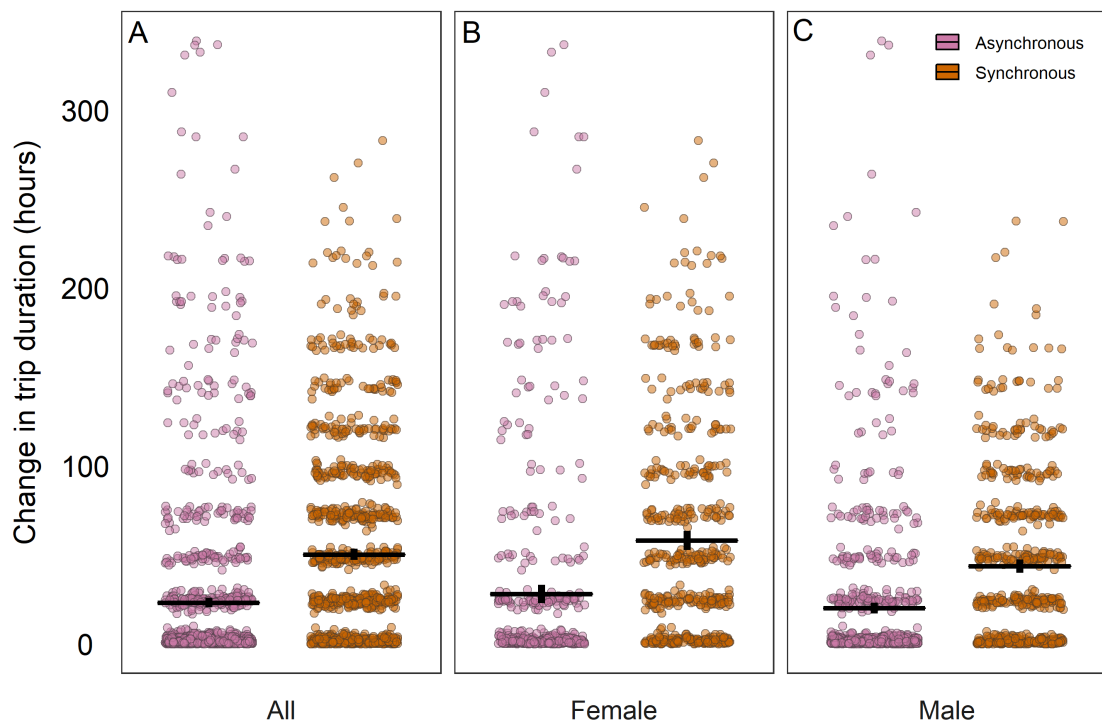 A
B
C
Asynchronous
Synchronous
Change in trip duration (hours)
300
200
100
0
All
Female
Male